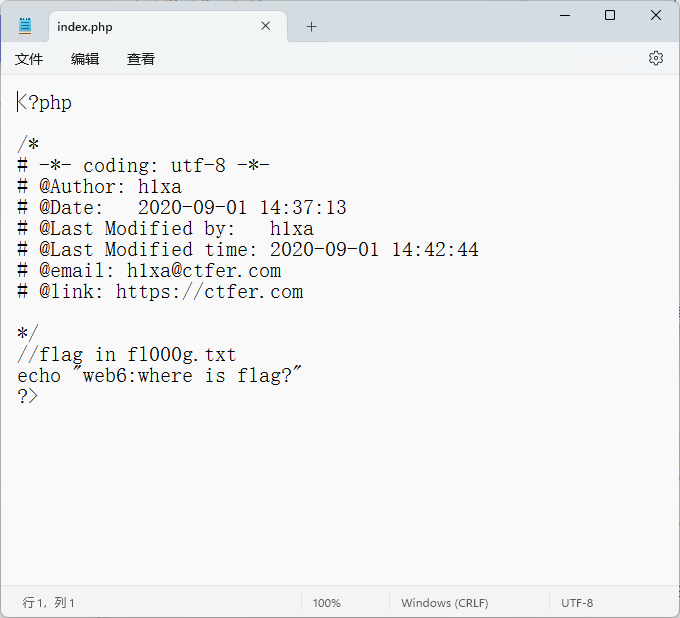 index.php
文件 编辑 查看
<?php
/*
# -*- coding: utf-8 -*-
# @Author: h1xa
# @Date:   2020-09-01 14:37:13
# @Last Modified by:   h1xa
# @Last Modified time: 2020-09-01 14:42:44
# @email: h1xa@ctfer.com
# @link: https://ctfer.com
*/
//flag in fl000g.txt
echo "web6:where is flag?"
?>
行 1，列 1 100% Windows (CRLF) UTF-8